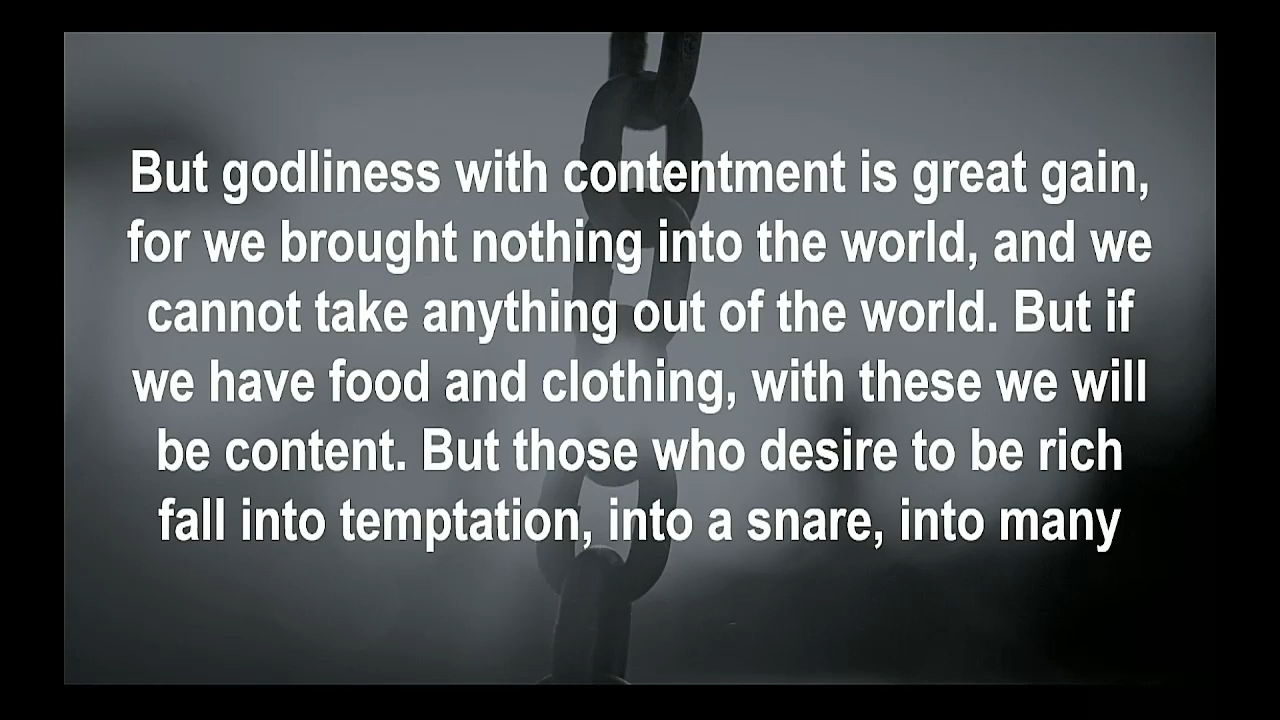 But godliness with contentment is great gain,
for we brought nothing into the world, and we
cannot take anything out of the world. But if
we have food and clothing, with these we will
be content. But those who desire to be rich
fall into temptation, into a snare, into many